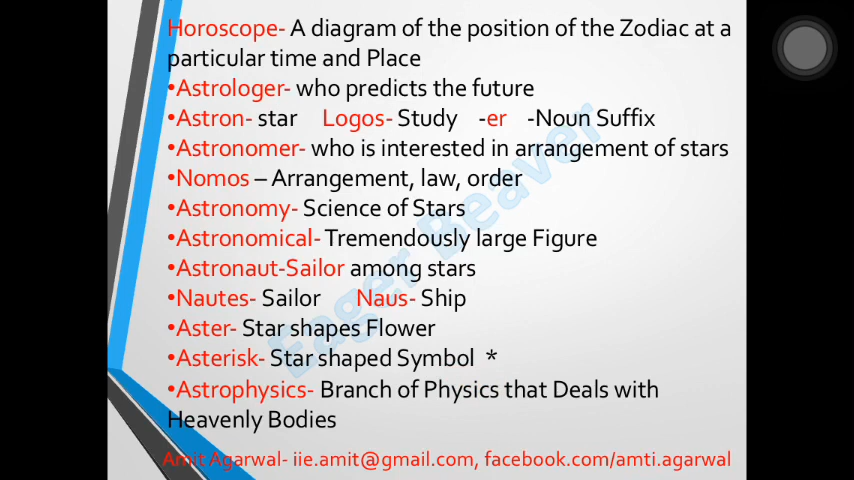 Horoscope- A diagram of the position of the Zodiac at a
particular time and Place
•Astrologer- who predicts the future
•Astron- star Logos- Study -er -Noun Suffix
•Astronomer- who is interested in arrangement of stars
•Nomos – Arrangement, law, order
•Astronomy- Science of Stars
•Astronomical- Tremendously large Figure
•Astronaut-Sailor among stars
•Nautes- Sailor Naus- Ship
•Aster- Star shapes Flower
•Asterisk- Star shaped Symbol *
•Astrophysics- Branch of Physics that Deals with
Heavenly Bodies
Amit Agarwal- iie.amit@gmail.com, facebook.com/amti.agarwal
Eager Beaver